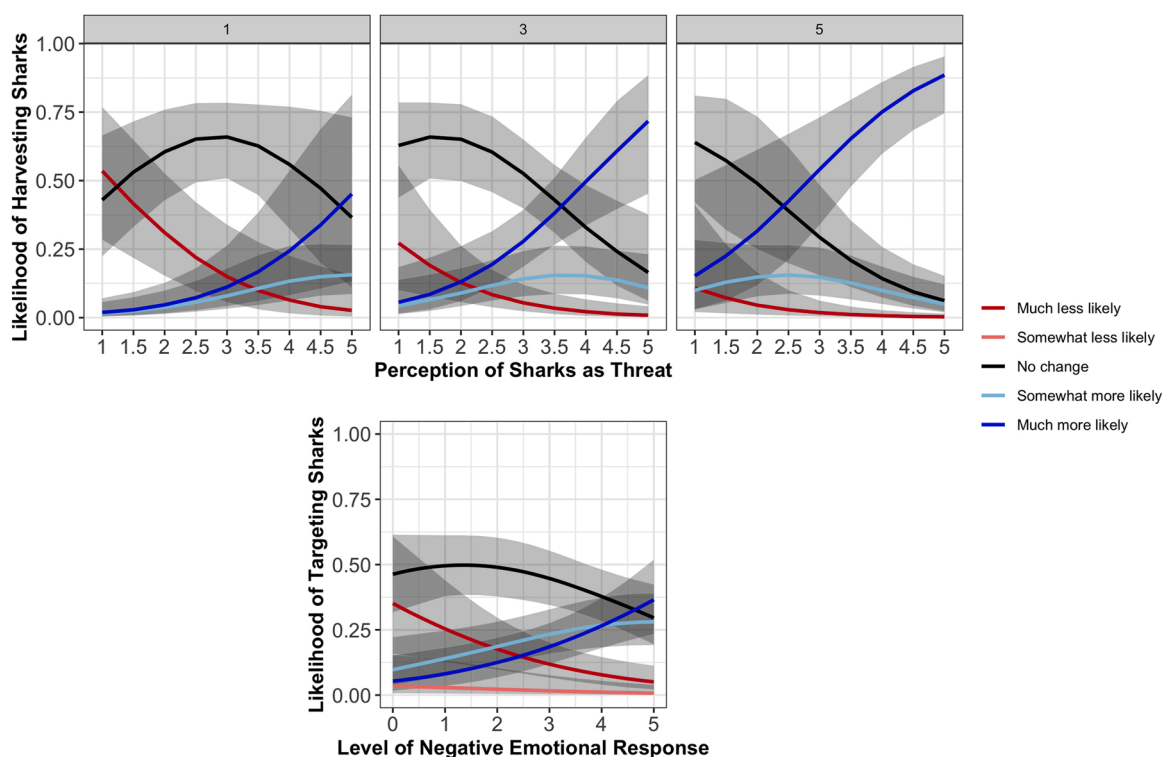 1 3 5
Likelihood of Harvesting Sharks
1.00
0.75
0.50
0.25
0.00
1 1.5 2 2.5 3 3.5 4 4.5 5 1 1.5 2 2.5 3 3.5 4 4.5 5 1 1.5 2 2.5 3 3.5 4 4.5 5
Perception of Sharks as Threat
Much less likely
Somewhat less likely
No change
Somewhat more likely
Much more likely
Likelihood of Targeting Sharks
1.00
0.75
0.50
0.25
0.00
0 1 2 3 4 5
Level of Negative Emotional Response